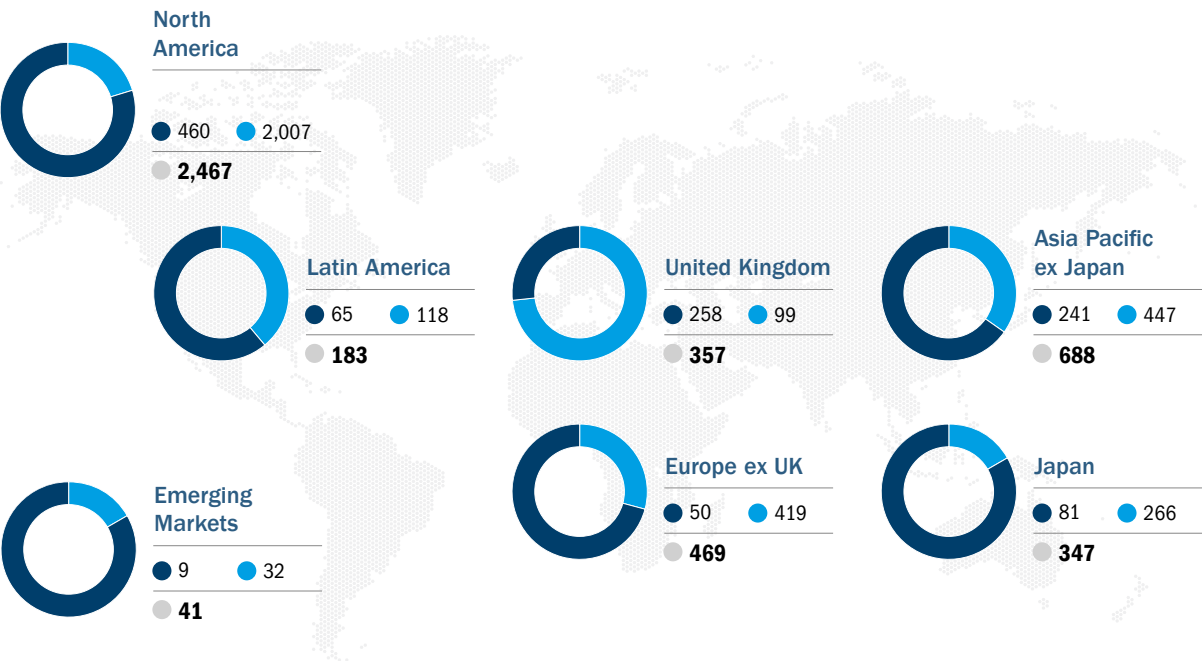 North
America
460 2,007
2,467
Latin America
65 118
183
United Kingdom
258 99
357
Asia Pacific
ex Japan
241 447
688
Emerging
Markets
9 32
41
Europe ex UK
50 419
469
Japan
81 266
347